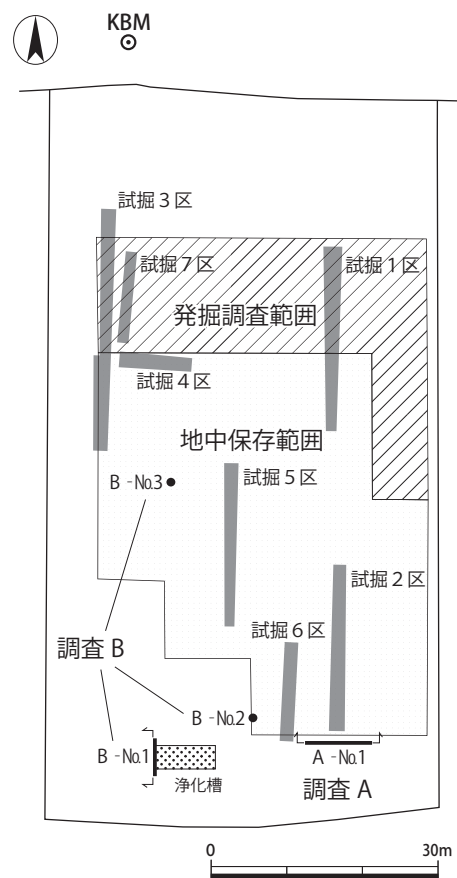 KBM
試掘3区
試掘7区
試掘1区
発掘調査範囲
試掘4区
地中保存範囲
B -No.3
試掘5区
試掘2区
試掘6区
調査B
B -No.2
B -No.1
A -No.1
浄化槽
調査A
0
30m